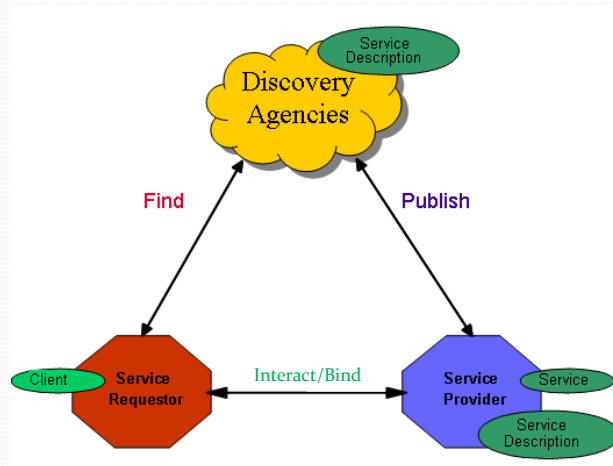 Service
Description
Discovery
Agencies
Find
Publish
Client
Service
Requestor
Interact/Bind
Service
Provider
Service
Service
Description